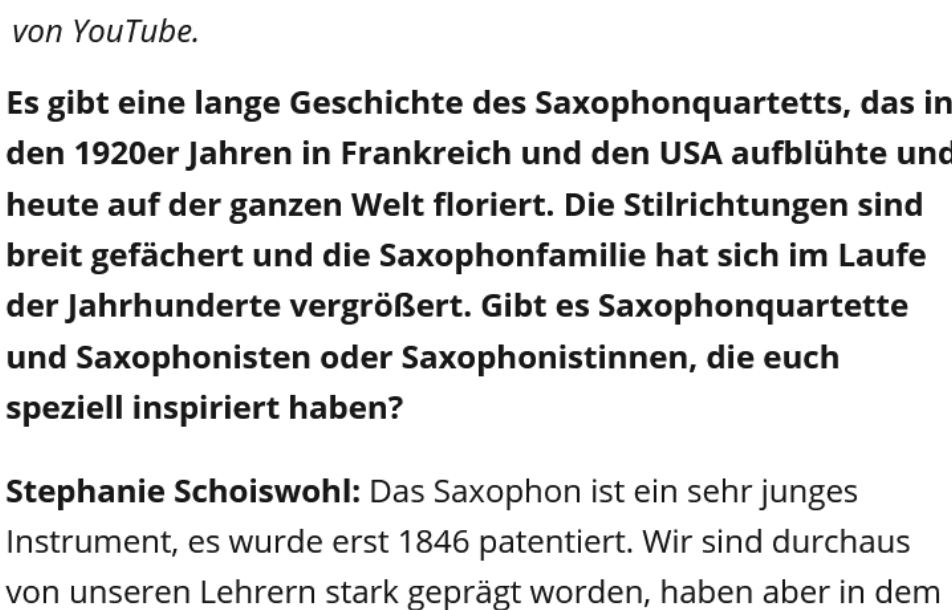 von YouTube.
Es gibt eine lange Geschichte des Saxophonquartetts, das in
den 1920er Jahren in Frankreich und den USA aufblühte und
heute auf der ganzen Welt floriert. Die Stilrichtungen sind
breit gefächert und die Saxophonfamilie hat sich im Laufe
der Jahrhunderte vergrößert. Gibt es Saxophonquartette
und Saxophonisten oder Saxophonistinnen, die euch
speziell inspiriert haben?
Stephanie Schoiswohl: Das Saxophon ist ein sehr junges
Instrument, es wurde erst 1846 patentiert. Wir sind durchaus
von unseren Lehrern stark geprägt worden, haben aber in dem